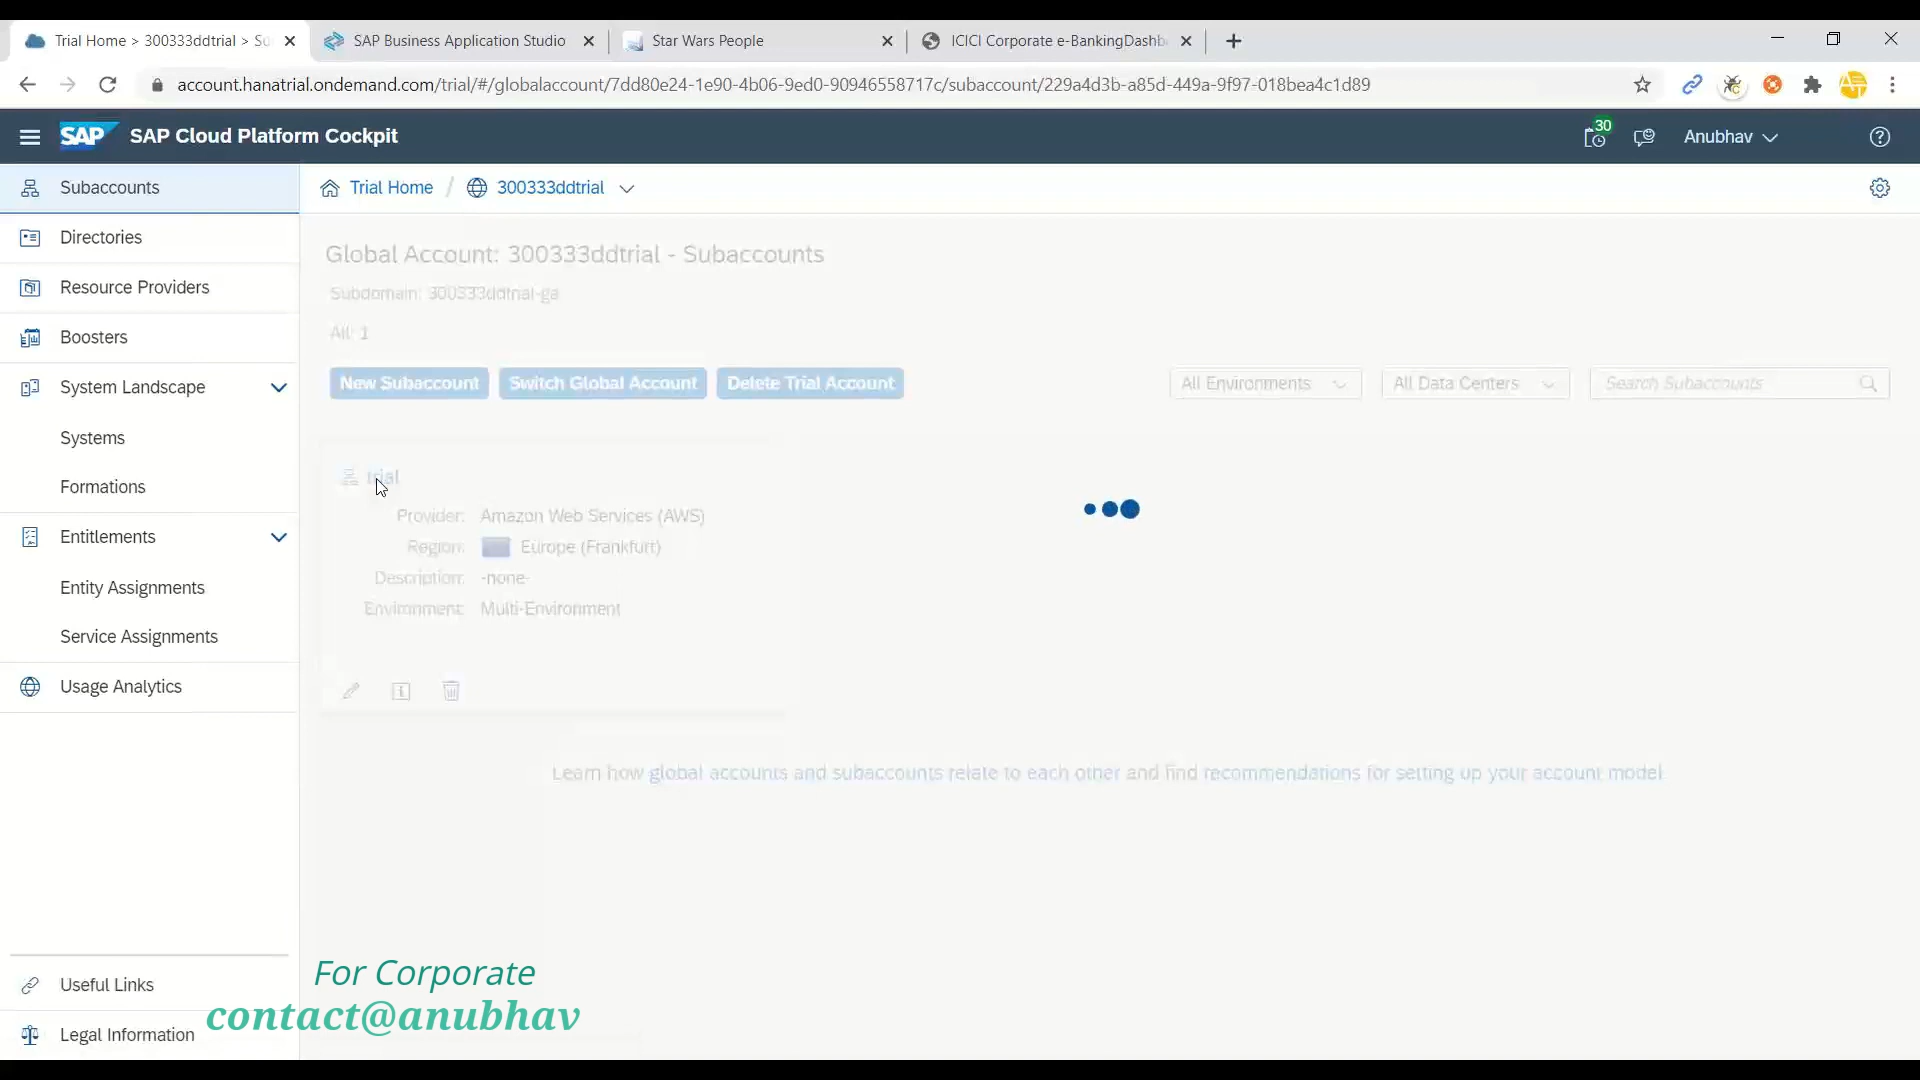 Trial Home > 300333ddtrial > Su
SAP Business Application Studio
Star Wars People
ICICI Corporate e-BankingDashb
account.hanatrial.ondemand.com/trial/#/globalaccount/7dd80e24-1e90-4b06-9ed0-90946558717c/subaccount/229a4d3b-a85d-449a-9f97-018bea4c1d89
SAP
SAP Cloud Platform Cockpit
30
Anubhav
Subaccounts
Directories
Resource Providers
Boosters
System Landscape
Systems
Formations
Entitlements
Entity Assignments
Service Assignments
Usage Analytics
Useful Links
Legal Information
Trial Home / 300333ddtrial
Global Account: 300333ddtrial - Subaccounts
Subdomain: 300333ddtrial-ga
All: 1
New Subaccount
Switch Global Account
Delete Trial Account
All Environments
All Data Centers
Search Subaccounts
trial
Provider: Amazon Web Services (AWS)
Region: Europe (Frankfurt)
Description: -none-
Environment: Multi-Environment
Learn how global accounts and subaccounts relate to each other and find recommendations for setting up your account model
For Corporate
contact@anubhav